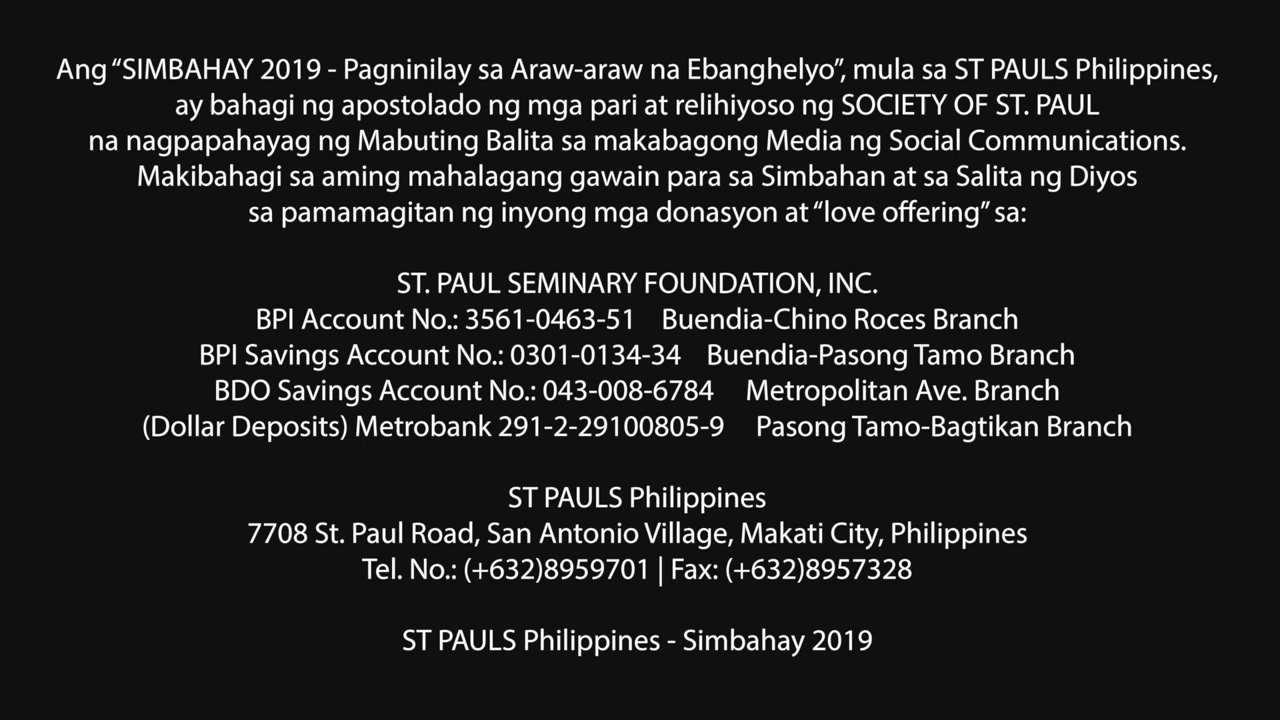 Ang “SIMBAHAY 2019 - Pagninilay sa Araw-araw na Ebanghelyo”, mula sa ST PAULS Philippines,
ay bahagi ng apostolado ng mga pari at relihiyoso ng SOCIETY OF ST. PAUL
na nagpapahayag ng Mabuting Balita sa makabagong Media ng Social Communications.
Makibahagi sa aming mahalagang gawain para sa Simbahan at sa Salita ng Diyos
sa pamamagitan ng inyong mga donasyon at “love offering” sa:
ST. PAUL SEMINARY FOUNDATION, INC.
BPI Account No.: 3561-0463-51 Buendia-Chino Roces Branch
BPI Savings Account No.: 0301-0134-34 Buendia-Pasong Tamo Branch
BDO Savings Account No.: 043-008-6784 Metropolitan Ave. Branch
(Dollar Deposits) Metrobank 291-2-29100805-9 Pasong Tamo-Bagtikan Branch
ST PAULS Philippines
7708 St. Paul Road, San Antonio Village, Makati City, Philippines
Tel. No.: (+632)8959701 | Fax: (+632)8957328
ST PAULS Philippines - Simbahay 2019